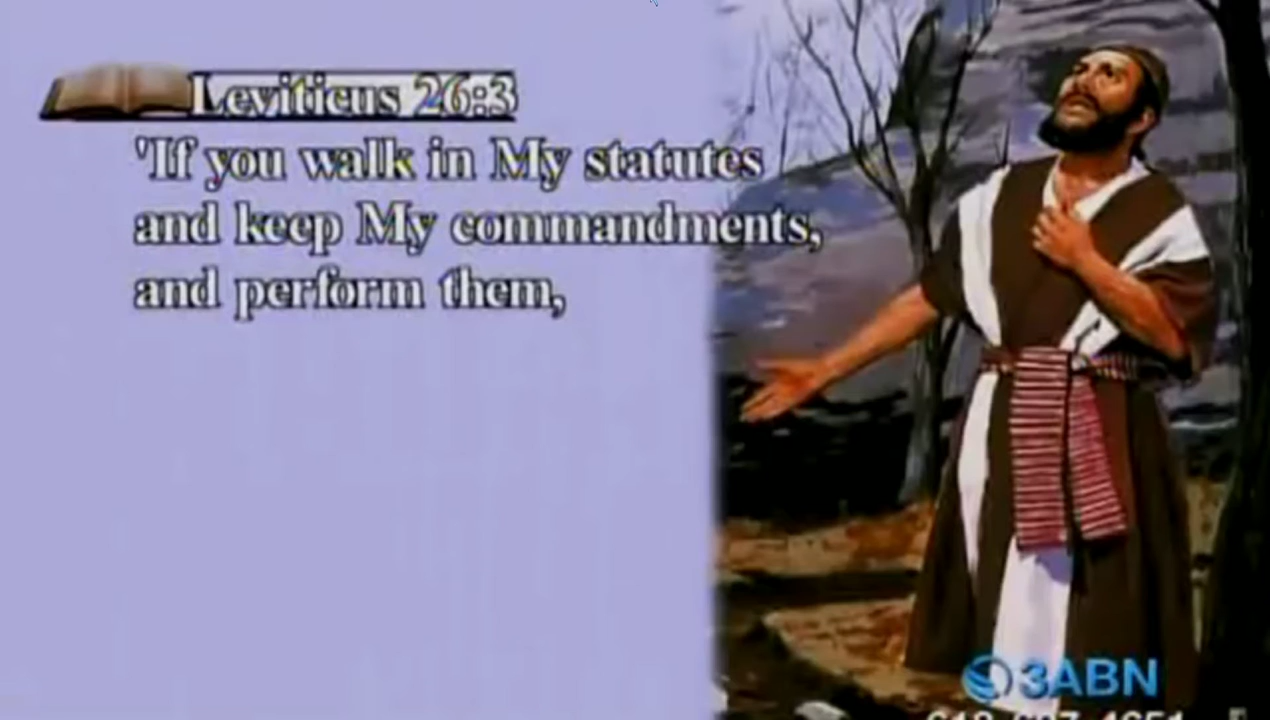 Leviticus 26:3
'If you walk in My statutes
and keep My commandments,
and perform them,
3ABN